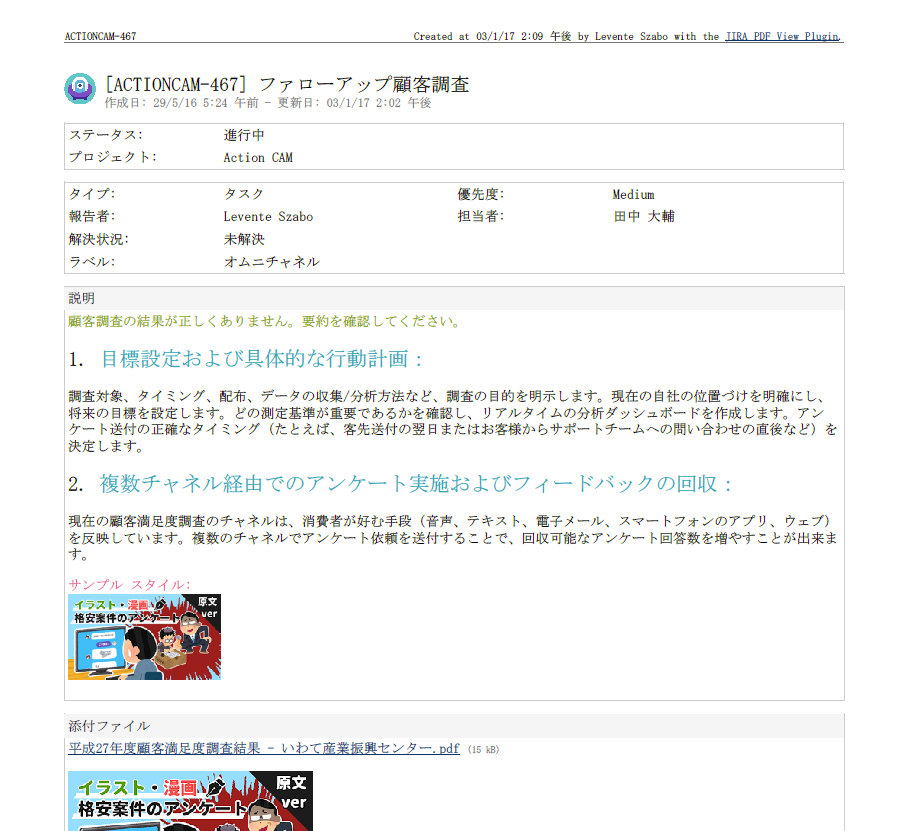 ACTIONCAM-467 Created at 03/1/17 2:09 午後 by Levente Szabo with the JIRA PDF View Plugin.
[ACTIONCAM-467] ファローアップ顧客調査
作成日: 29/5/16 5:24 午前 - 更新日: 03/1/17 2:02 午後
ステータス: 進行中
プロジェクト: Action CAM
タイプ: タスク 優先度: Medium
報告者: Levente Szabo 担当者: 田中 大輔
解決状況: 未解決
ラベル: オムニチャネル
説明
顧客調査の結果が正しくありません。要約を確認してください。
1. 目標設定および具体的な行動計画：
調査対象、タイミング、配布、データの収集/分析方法など、調査の目的を明示します。現在の自社の位置づけを明確にし、
将来の目標を設定します。どの測定基準が重要であるかを確認し、リアルタイムの分析ダッシュボードを作成します。アン
ケート送付の正確なタイミング（たとえば、客先送付の翌日またはお客様からサポートチームへの問い合わせの直後など）を
決定します。
2. 複数チャネル経由でのアンケート実施およびフィードバックの回収：
現在の顧客満足度調査のチャネルは、消費者が好む手段（音声、テキスト、電子メール、スマートフォンのアプリ、ウェブ）
を反映しています。複数のチャネルでアンケート依頼を送付することで、回収可能なアンケート回答数を増やすことが出来ま
す。
サンプル スタイル:
イラスト・漫画 原文
格安案件のアンケート ver
添付ファイル
平成27年度顧客満足度調査結果 - いわて産業振興センター.pdf (15 kB)
イラスト・漫画 原文
格安案件のアンケート ver